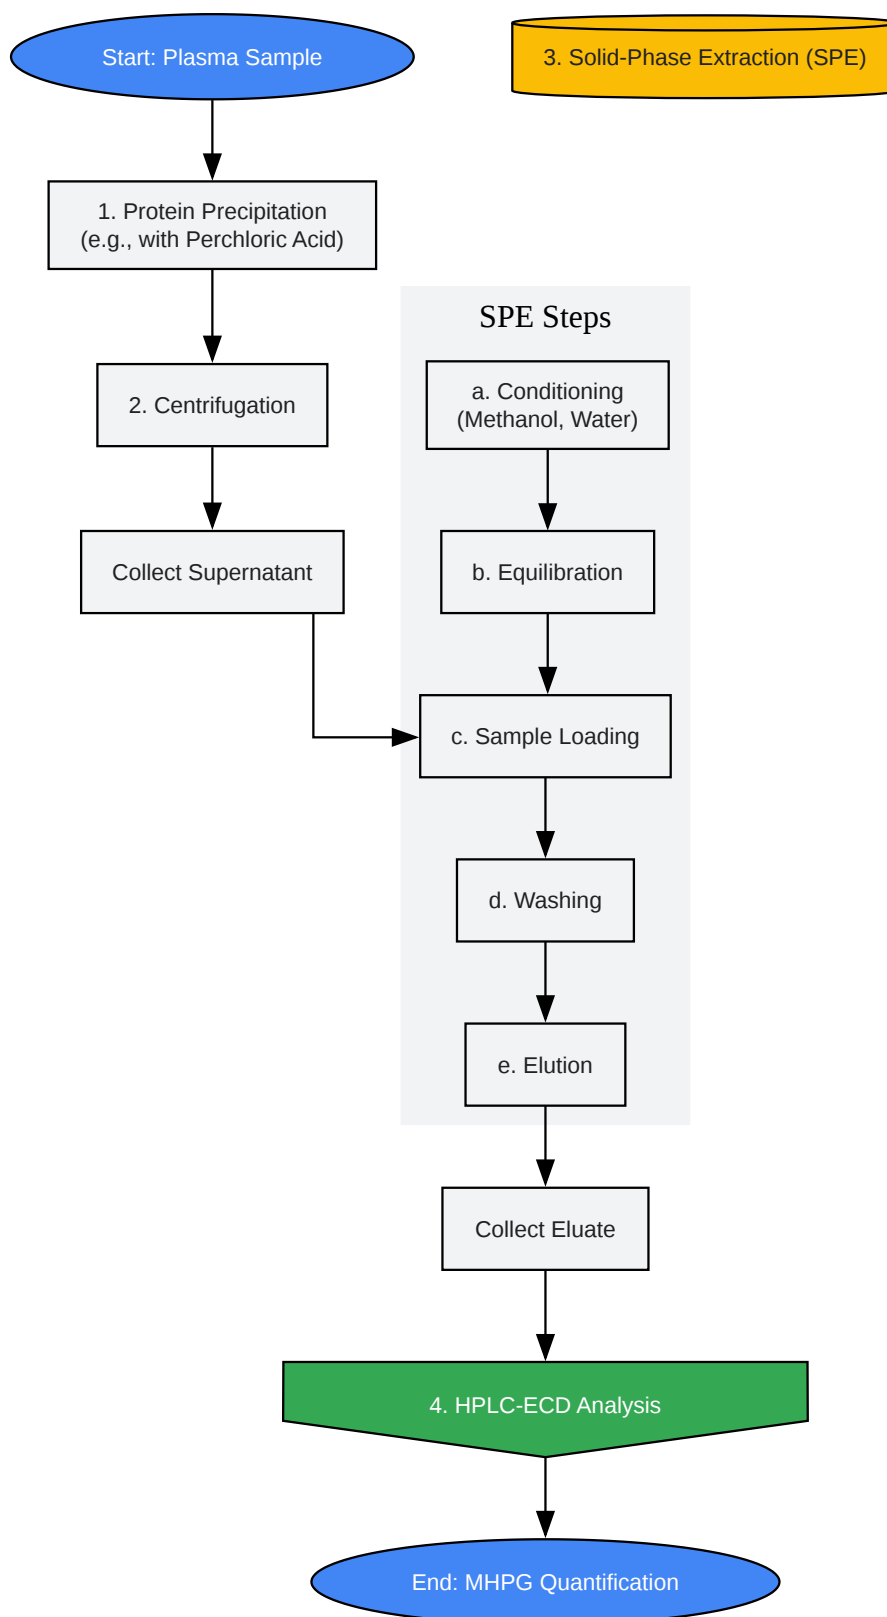 Start: Plasma Sample
3. Solid-Phase Extraction (SPE)
1. Protein Precipitation
(e.g., with Perchloric Acid)
2. Centrifugation
Collect Supernatant
SPE Steps
a. Conditioning
(Methanol, Water)
b. Equilibration
c. Sample Loading
d. Washing
e. Elution
Collect Eluate
4. HPLC-ECD Analysis
End: MHPG Quantification